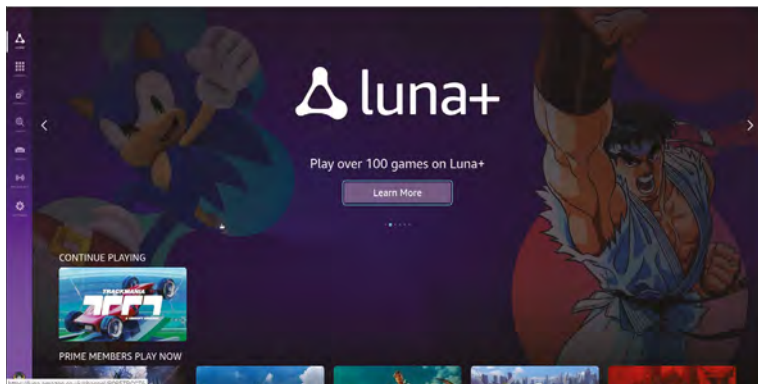 luna+
Play over 100 games on Luna+
Learn More
CONTINUE PLAYING
TRACKMANIA
PRIME MEMBERS PLAY NOW